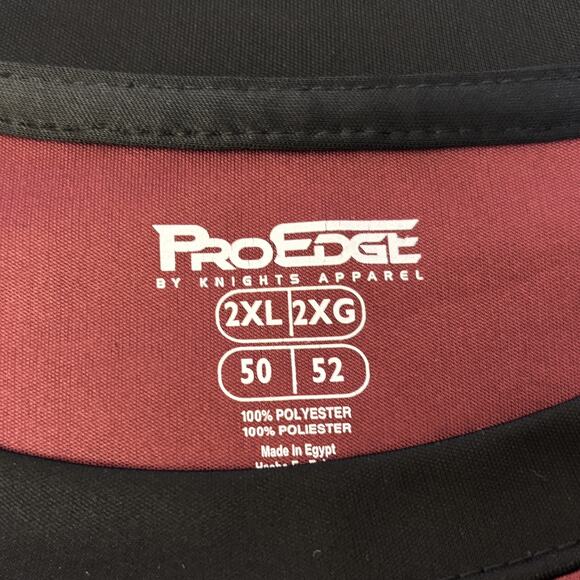 PROEDGE
BY KNIGHTS APPAREL
2XL 2XG
50 52
100% POLYESTER
100% POLIESTER
Made In Egypt